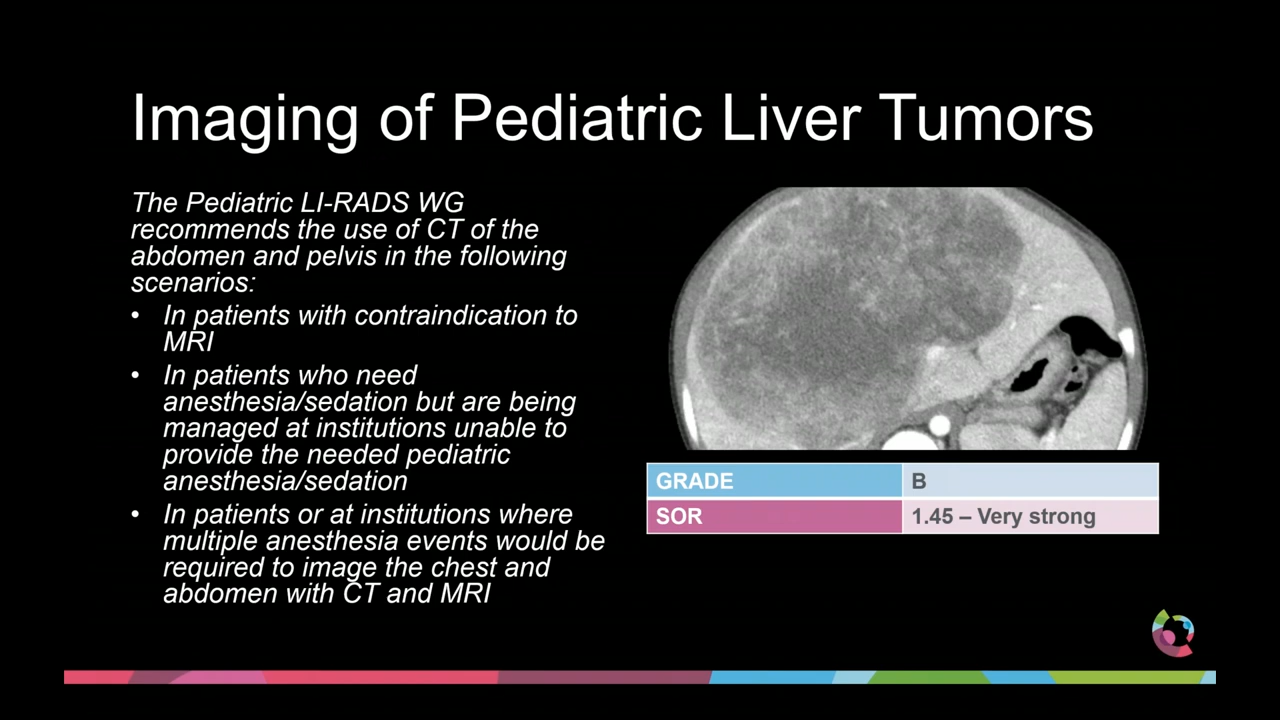 Imaging of Pediatric Liver Tumors
The Pediatric LI-RADS WG
recommends the use of CT of the
abdomen and pelvis in the following
scenarios:
• In patients with contraindication to
MRI
• In patients who need
anesthesia/sedation but are being
managed at institutions unable to
provide the needed pediatric
anesthesia/sedation
• In patients or at institutions where
multiple anesthesia events would be
required to image the chest and
abdomen with CT and MRI
GRADE B
SOR 1.45 – Very strong